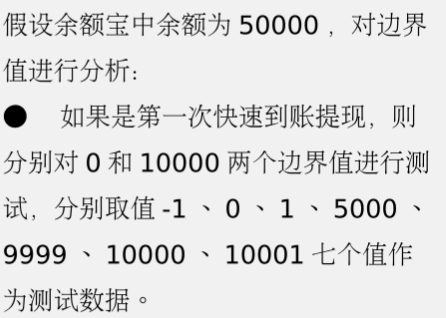 假设余额宝中余额为 50000 ，对边界
值进行分析:
● 如果是第一次快速到账提现，则
分别对 0 和 10000 两个边界值进行测
试，分别取值 -1 、 0 、 1 、 5000 、
9999 、 10000 、 10001 七个值作
为测试数据。